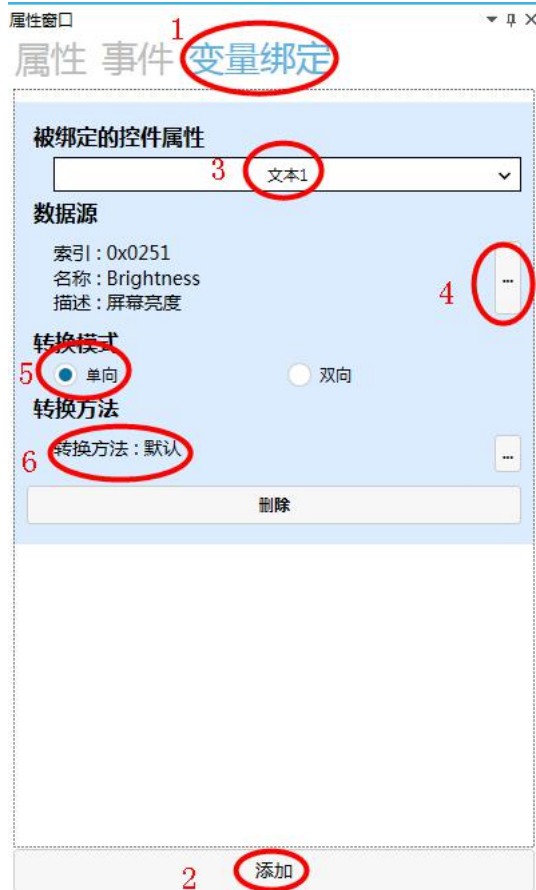 属性窗口
1
属性 事件 变量绑定
被绑定的控件属性
3 文本1
数据源
索引：0x0251
名称：Brightness
描述：屏幕亮度
...
4
转换模式
5 单向 双向
转换方法
6 转换方法：默认 ...
删除
2 添加